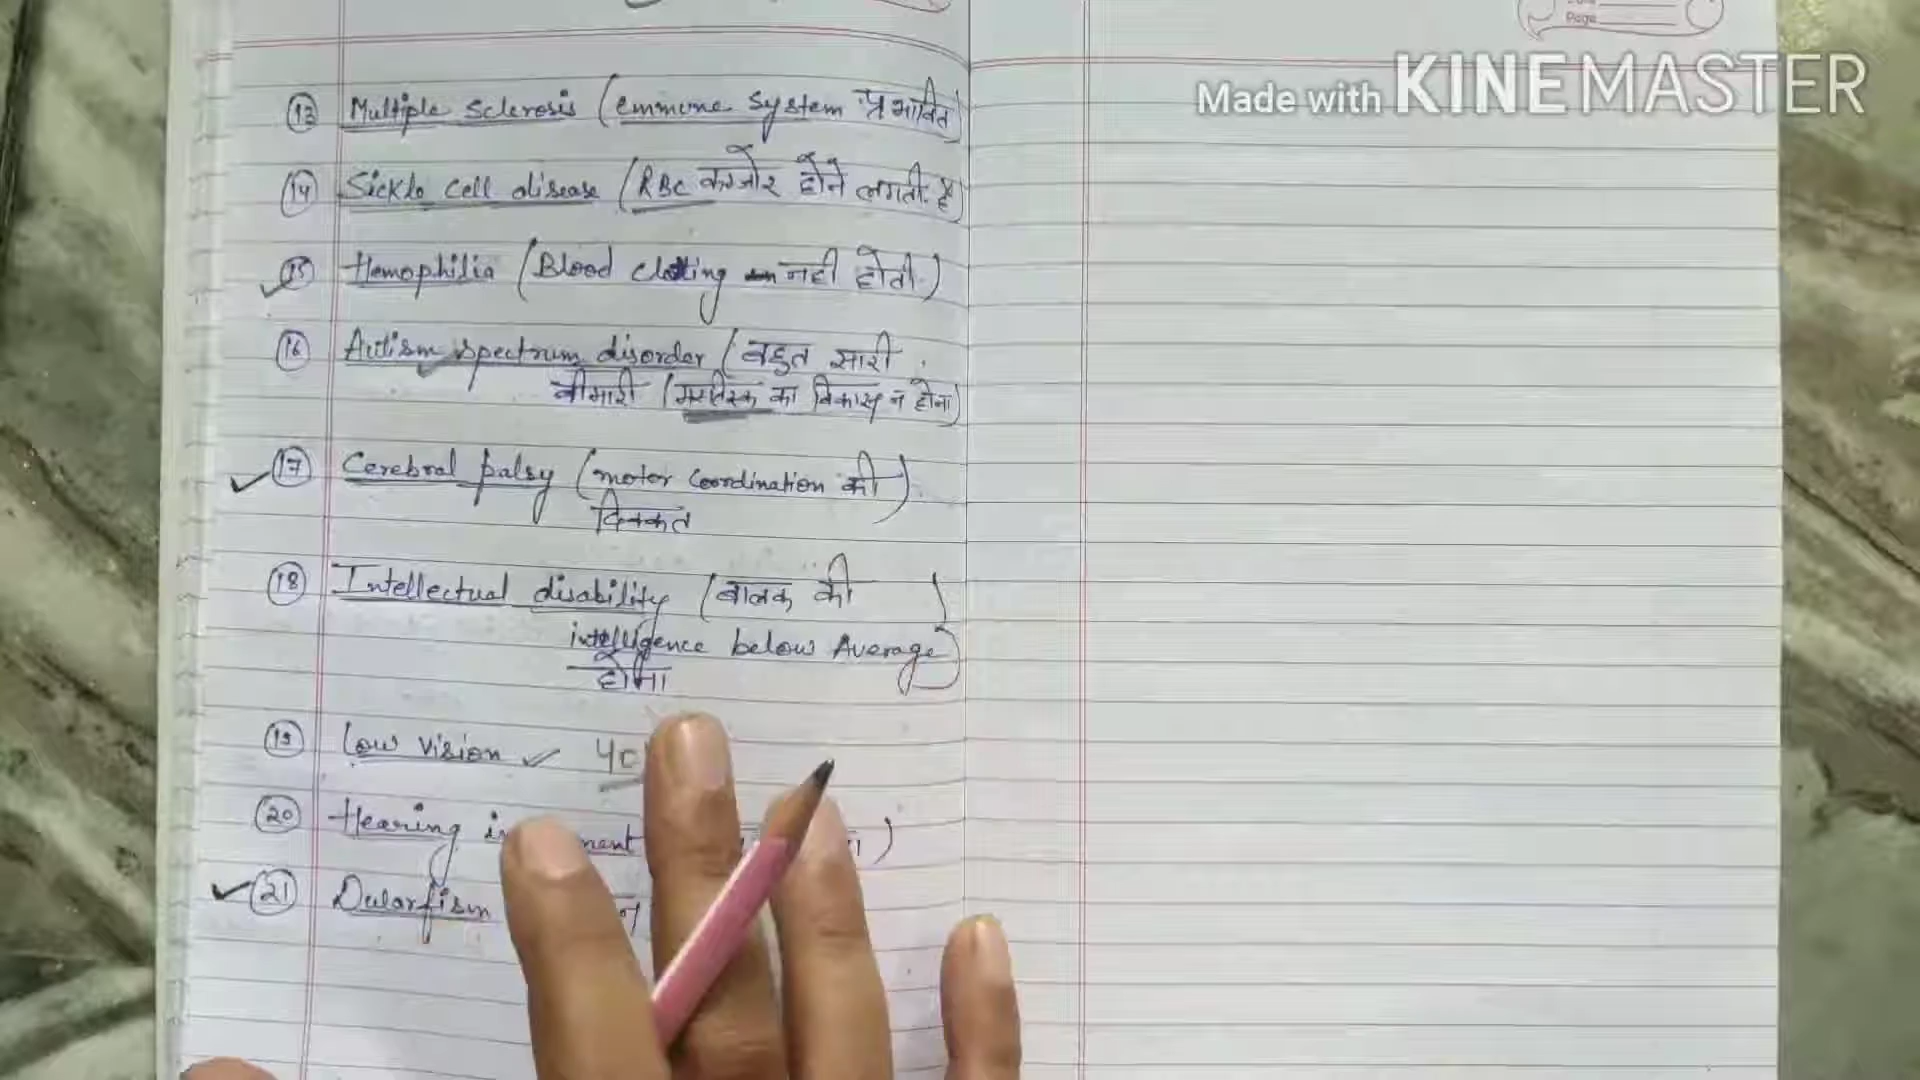 Page
Made with KINEMASTER
13 Multiple Sclerosis (emmune System प्रभावित)
14 Sickle Cell disease (RBC कमजोर होने लगती है)
15 Hemophilia (Blood clotting नही होती)
16 Autism spectrum disorder (बहुत सारी
बीमारी (मस्तिस्क का विकास न होना)
17 Cerebral palsy (motor coordination की)
दिक्कत
18 Intellectual disability (बालक की
intelligence below Average)
होना
19 Low vision
20 Hearing
21 Dwarfism